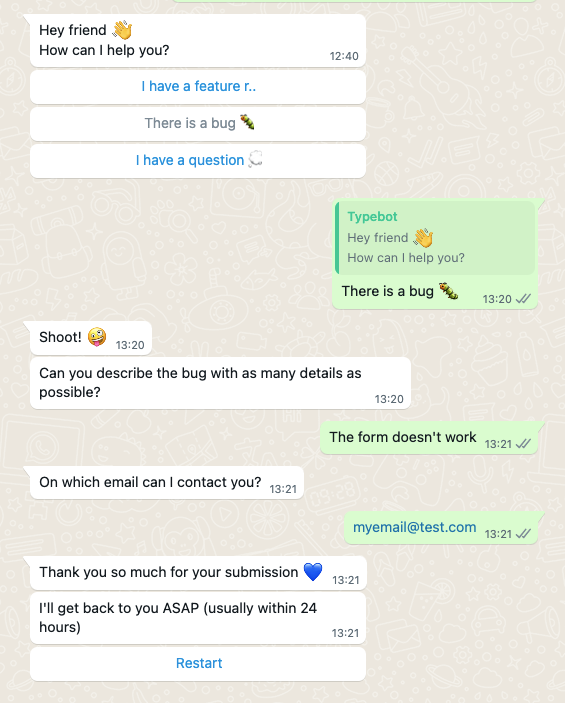 Hey friend 👋
How can I help you?
12:40
I have a feature r..
There is a bug 🐛
I have a question 💭
Typebot
Hey friend 👋
How can I help you?
There is a bug 🐛
13:20
Shoot! 🤪
13:20
Can you describe the bug with as many details as
possible?
13:20
The form doesn't work
13:21
On which email can I contact you?
13:21
myemail@test.com
13:21
Thank you so much for your submission 💙
13:21
I'll get back to you ASAP (usually within 24
hours)
13:21
Restart